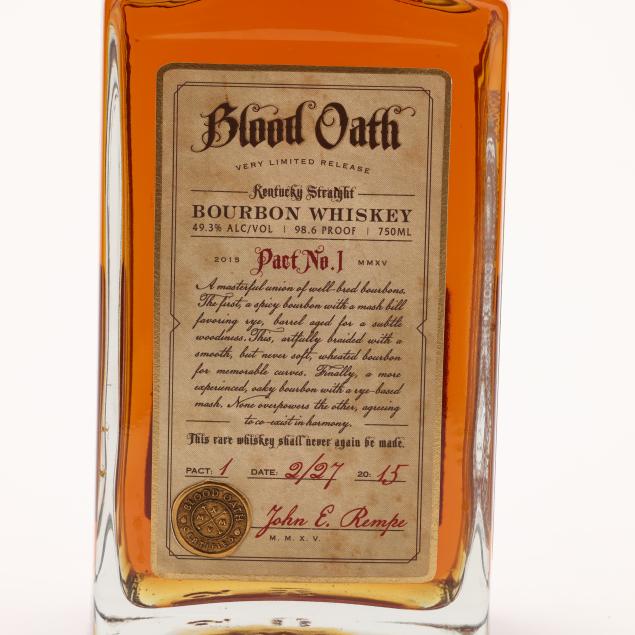 Blood Oath
VERY LIMITED RELEASE
Kentucky Straight
BOURBON WHISKEY
49.3% ALC/VOL | 98.6 PROOF | 750ML
2015 Pact No.1 MMXV
A masterful union of well-bred bourbons.
The first, a spicy bourbon with a mash bill
favoring rye, barrel aged for a subtle
woodiness. This, artfully braided with a
smooth, but never soft, wheated bourbon
for memorable curves. Finally, a more
experienced, oaky bourbon with a rye-based
mash. None overpowers the other, agreeing
to co-exist in harmony.
This rare whiskey shall never again be made.
PACT: 1 DATE: 2/27 20: 15
BLOOD OATH
John E. Rempe
M. M. X. V.